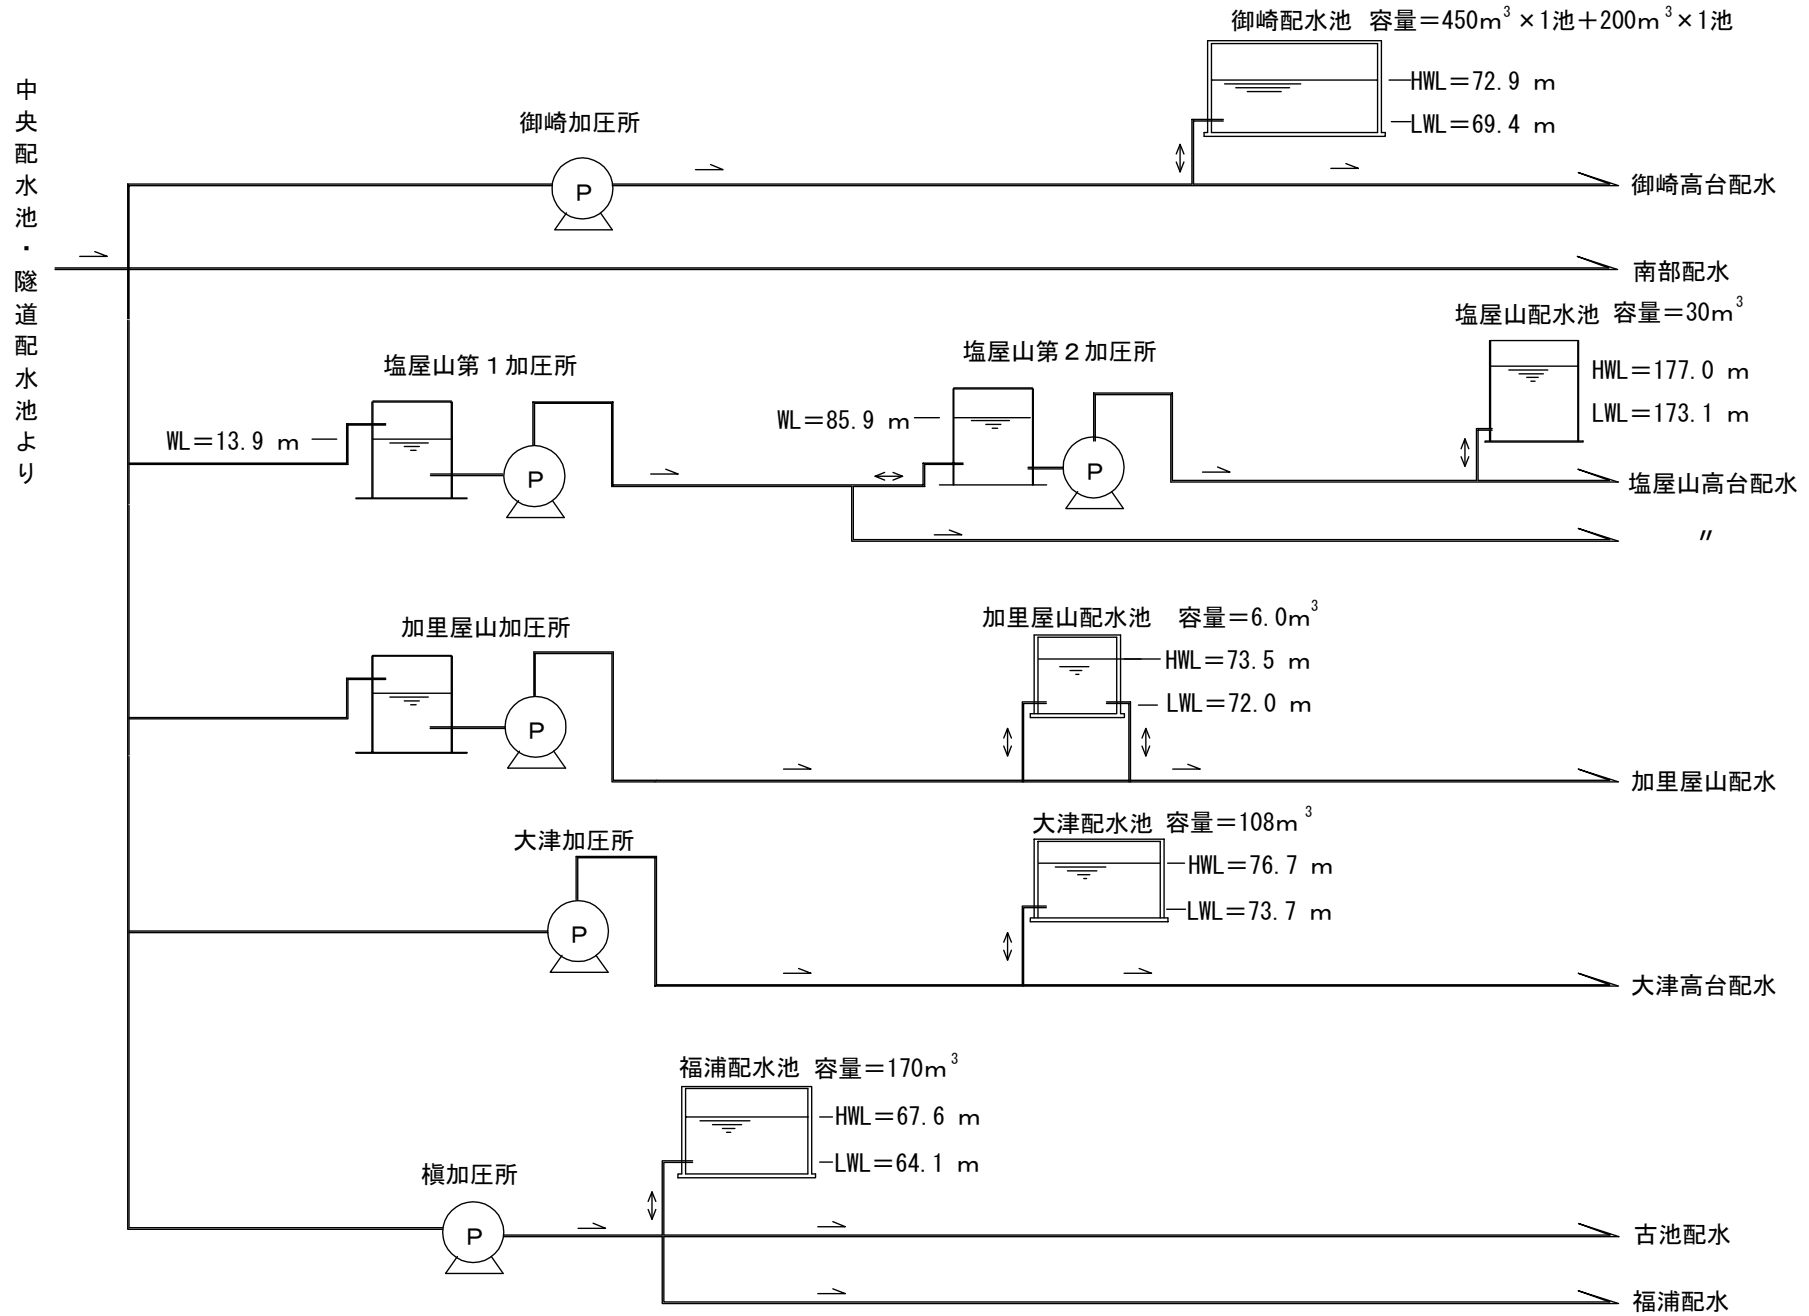 中央配水池・隧道配水池より
御崎配水池 容量＝450m³×1池＋200m³×1池
HWL＝72.9 m
LWL＝69.4 m
御崎加圧所
P
御崎高台配水
南部配水
塩屋山配水池 容量＝30m³
HWL＝177.0 m
LWL＝173.1 m
塩屋山第１加圧所
WL＝13.9 m
P
塩屋山第２加圧所
WL＝85.9 m
P
塩屋山高台配水
〃
加里屋山加圧所
P
加里屋山配水池 容量＝6.0m³
HWL＝73.5 m
LWL＝72.0 m
加里屋山配水
大津加圧所
P
大津配水池 容量＝108m³
HWL＝76.7 m
LWL＝73.7 m
大津高台配水
福浦配水池 容量＝170m³
HWL＝67.6 m
LWL＝64.1 m
槇加圧所
P
古池配水
福浦配水